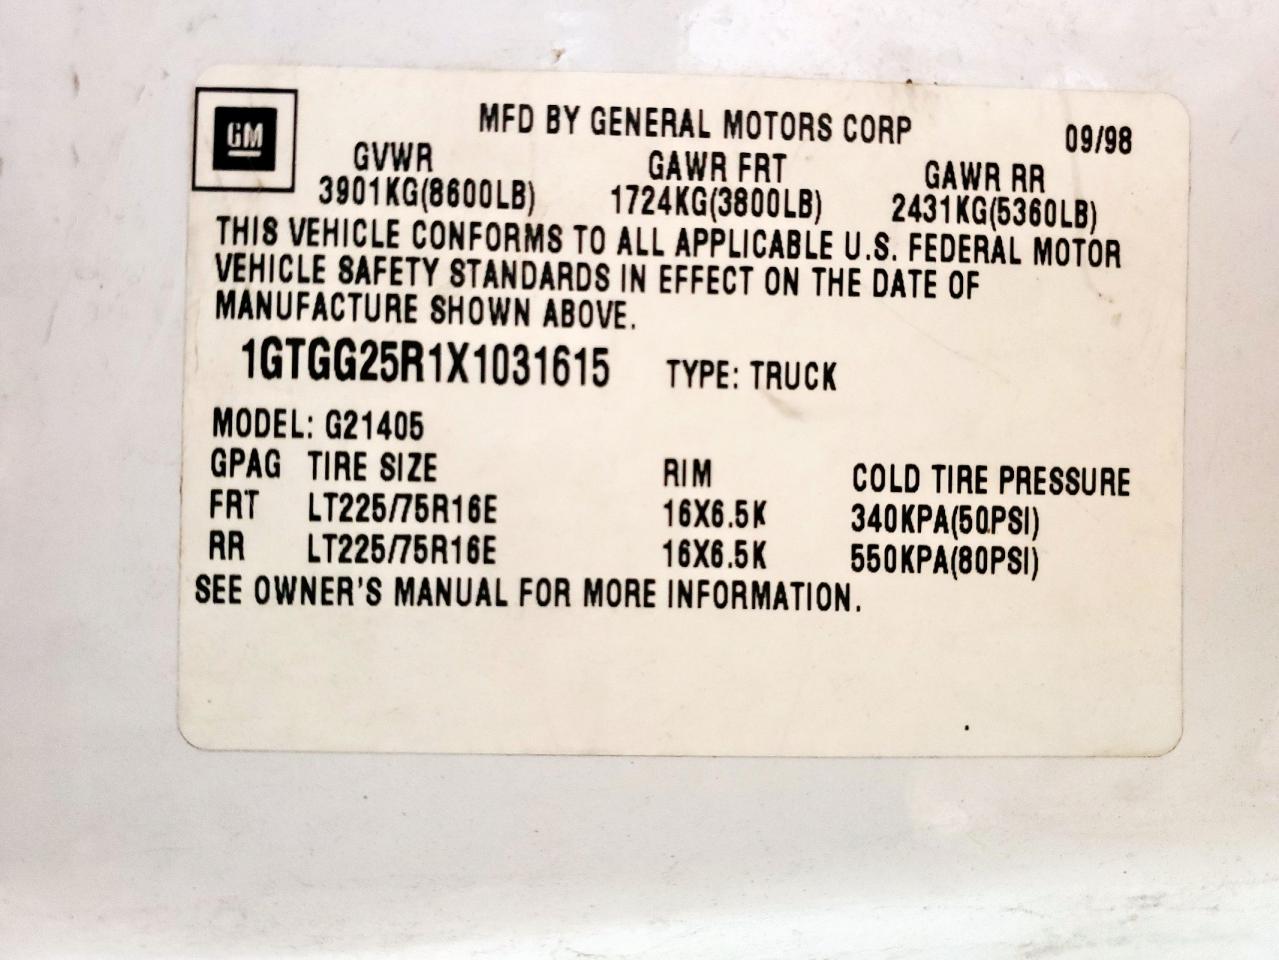 GM
MFD BY GENERAL MOTORS CORP 09/98
GVWR GAWR FRT GAWR RR
3901KG(8600LB) 1724KG(3800LB) 2431KG(5360LB)
THIS VEHICLE CONFORMS TO ALL APPLICABLE U.S. FEDERAL MOTOR
VEHICLE SAFETY STANDARDS IN EFFECT ON THE DATE OF
MANUFACTURE SHOWN ABOVE.
1GTGG25R1X1031615 TYPE: TRUCK
MODEL: G21405
GPAG TIRE SIZE RIM COLD TIRE PRESSURE
FRT LT225/75R16E 16X6.5K 340KPA(50PSI)
RR LT225/75R16E 16X6.5K 550KPA(80PSI)
SEE OWNER'S MANUAL FOR MORE INFORMATION.